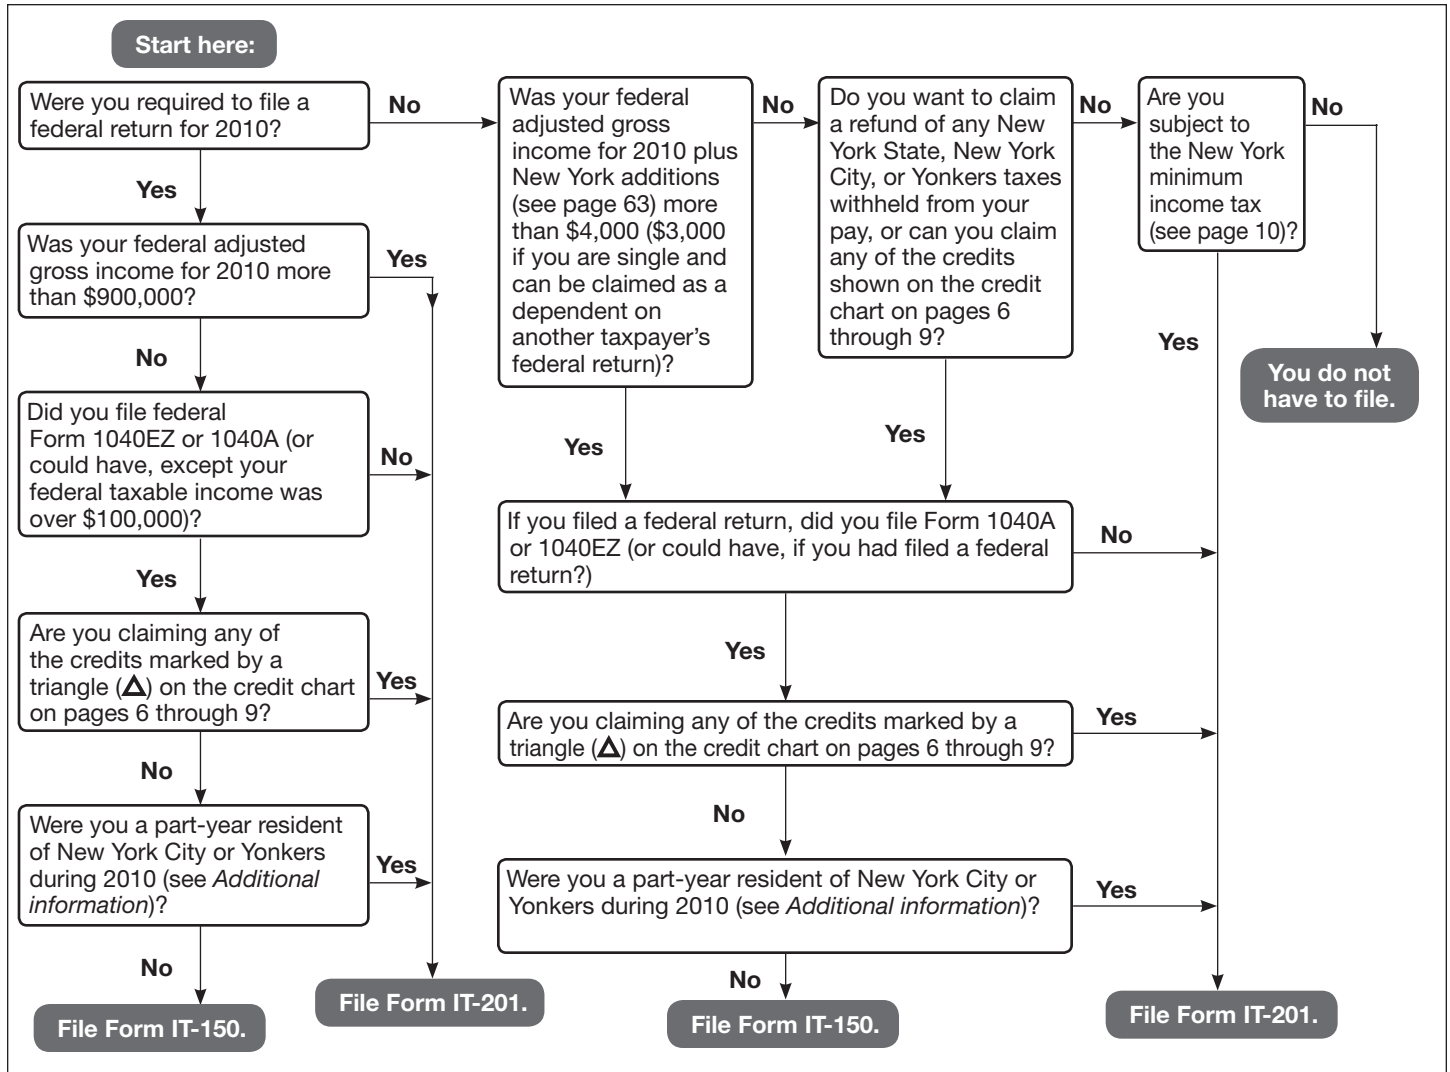 Start here:
Were you required to file a
federal return for 2010?
No
Yes
Was your federal adjusted
gross income for 2010 more
than $900,000?
Yes
No
Did you file federal
Form 1040EZ or 1040A (or
could have, except your
federal taxable income was
over $100,000)?
No
Yes
Are you claiming any of
the credits marked by a
triangle (△) on the credit chart
on pages 6 through 9?
Yes
No
Were you a part-year resident
of New York City or Yonkers
during 2010 (see Additional
information)?
Yes
No
File Form IT-150.
File Form IT-201.
Was your federal
adjusted gross
income for 2010 plus
New York additions
(see page 63) more
than $4,000 ($3,000
if you are single and
can be claimed as a
dependent on
another taxpayer's
federal return)?
No
Yes
Do you want to claim
a refund of any New
York State, New York
City, or Yonkers taxes
withheld from your
pay, or can you claim
any of the credits
shown on the credit
chart on pages 6
through 9?
No
Yes
Are you
subject to
the New York
minimum
income tax
(see page 10)?
No
Yes
You do not
have to file.
If you filed a federal return, did you file Form 1040A
or 1040EZ (or could have, if you had filed a federal
return?)
No
Yes
Are you claiming any of the credits marked by a
triangle (△) on the credit chart on pages 6 through 9?
Yes
No
Were you a part-year resident of New York City or
Yonkers during 2010 (see Additional information)?
Yes
No
File Form IT-150.
File Form IT-201.